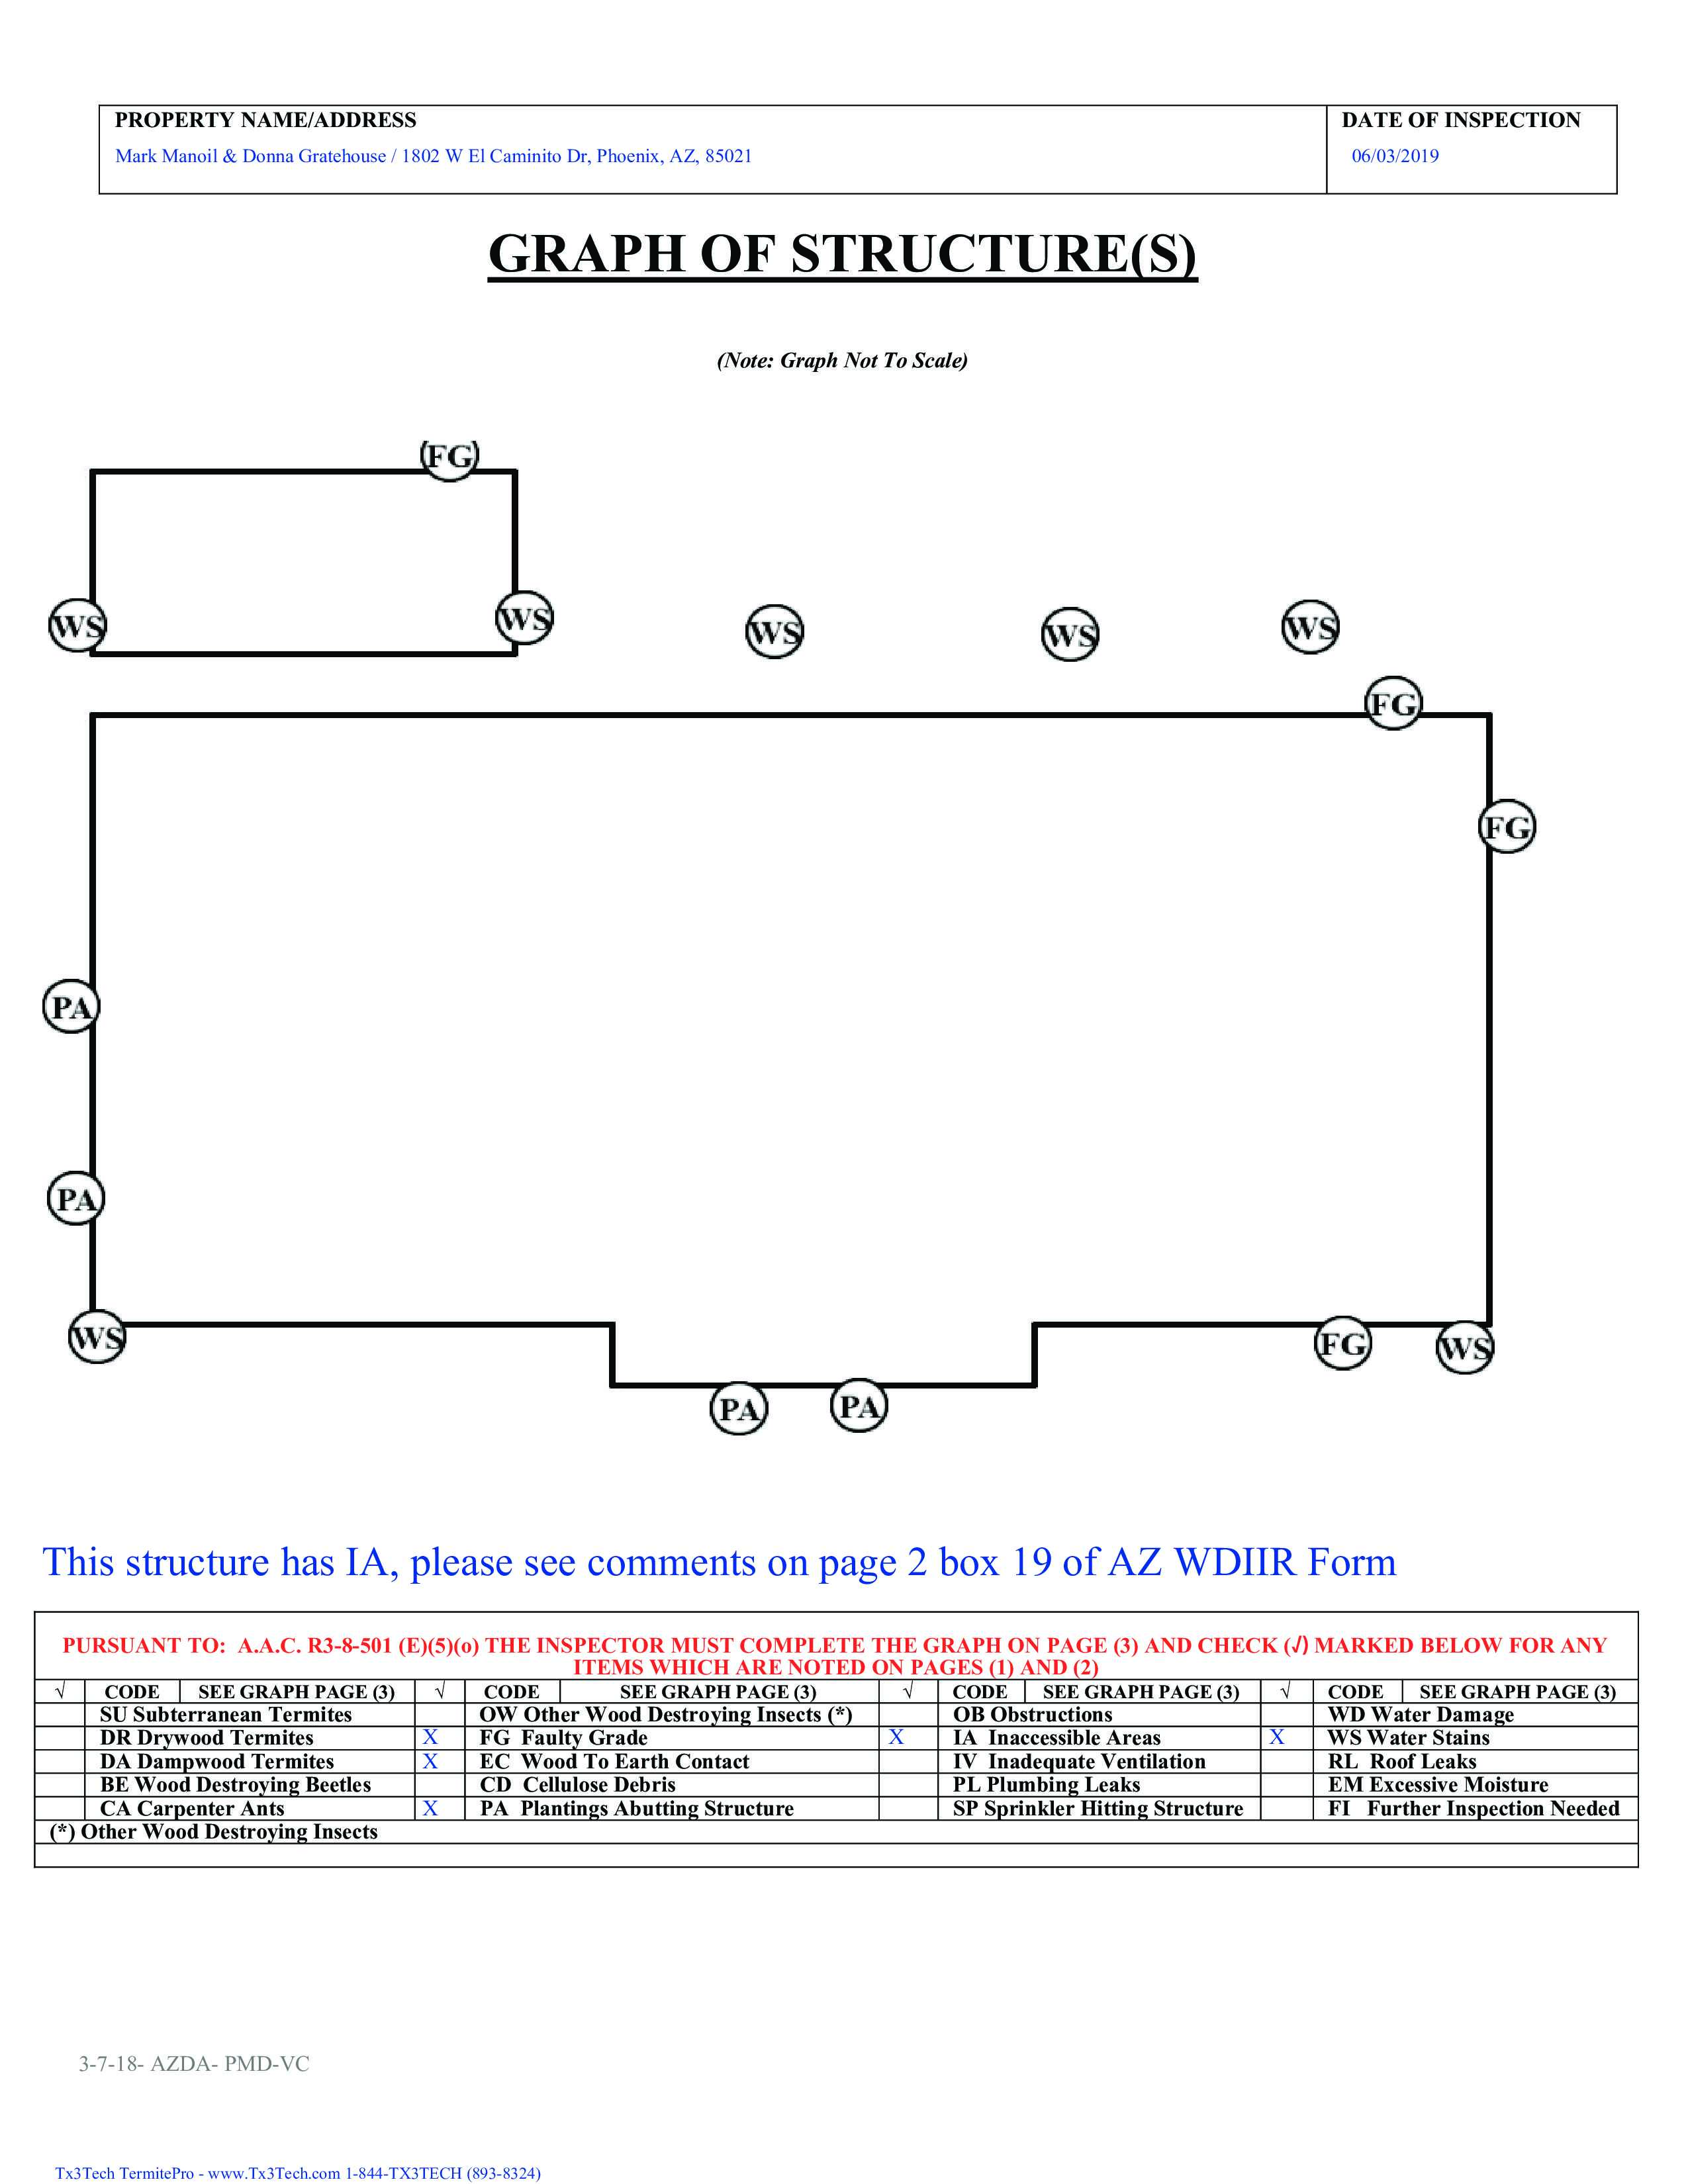 PROPERTY NAME/ADDRESS
DATE OF INSPECTION
Mark Manoil & Donna Gratehouse / 1802 W El Caminito Dr, Phoenix, AZ, 85021
06/03/2019
GRAPH OF STRUCTURE(S)
(Note: Graph Not To Scale)
FG
WS
WS
WS
WS
WS
FG
FG
PA
PA
WS
FG
WS
PA
PA
This structure has IA, please see comments on page 2 box 19 of AZ WDIIR Form
PURSUANT TO: A.A.C. R3-8-501 (E)(5)(o) THE INSPECTOR MUST COMPLETE THE GRAPH ON PAGE (3) AND CHECK (√) MARKED BELOW FOR ANY
ITEMS WHICH ARE NOTED ON PAGES (1) AND (2)
√ CODE SEE GRAPH PAGE (3) √ CODE SEE GRAPH PAGE (3) √ CODE SEE GRAPH PAGE (3) √ CODE SEE GRAPH PAGE (3)
SU Subterranean Termites OW Other Wood Destroying Insects (*) OB Obstructions WD Water Damage
DR Drywood Termites X FG Faulty Grade X IA Inaccessible Areas X WS Water Stains
DA Dampwood Termites X EC Wood To Earth Contact IV Inadequate Ventilation RL Roof Leaks
BE Wood Destroying Beetles CD Cellulose Debris PL Plumbing Leaks EM Excessive Moisture
CA Carpenter Ants X PA Plantings Abutting Structure SP Sprinkler Hitting Structure FI Further Inspection Needed
(*) Other Wood Destroying Insects
3-7-18- AZDA- PMD-VC
Tx3Tech TermitePro - www.Tx3Tech.com 1-844-TX3TECH (893-8324)